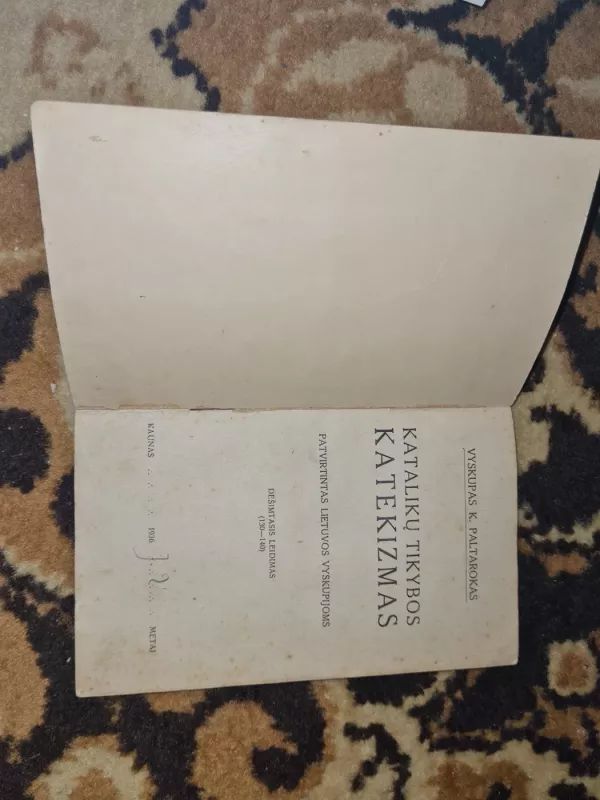 VYSKUPAS K. PALTAROKAS
KATALIKŲ TIKYBOS
KATEKIZMAS
PATVIRTINTAS LIETUVOS VYSKUPIJOMS
DEŠIMTASIS LEIDIMAS
(130—140)
KAUNAS . . . . 1936 . . . . METAI